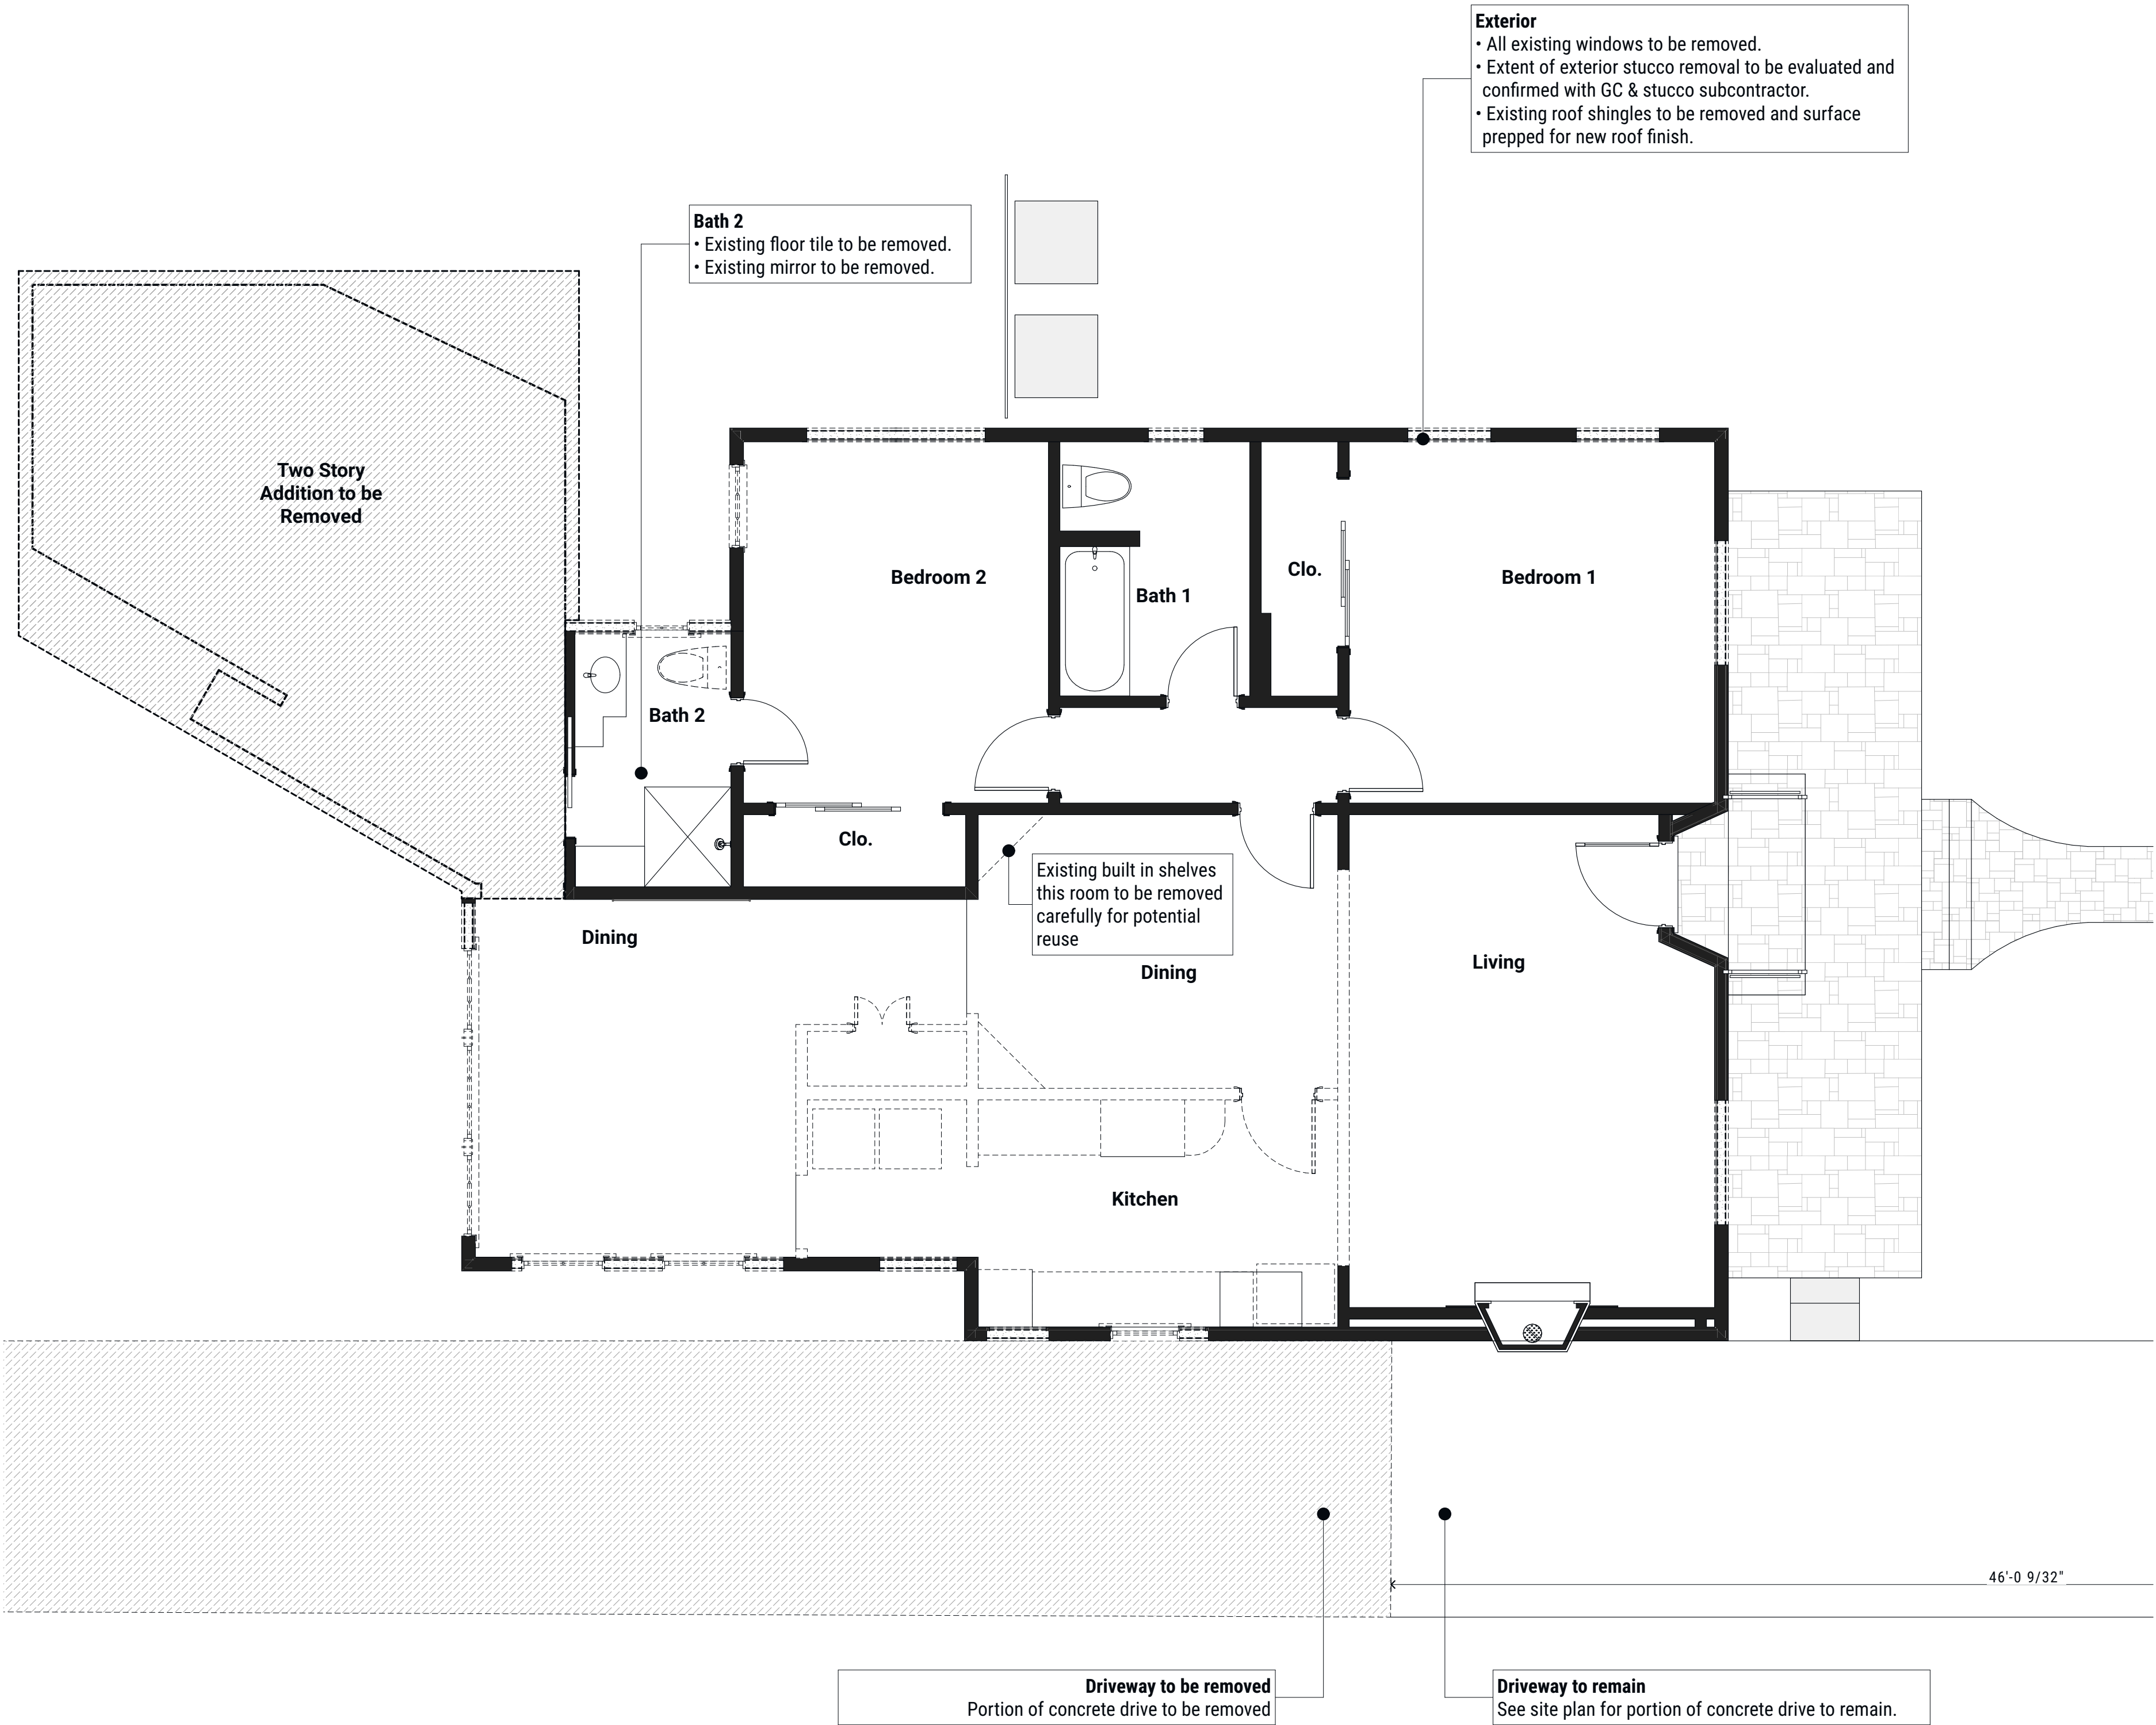 Exterior
• All existing windows to be removed.
• Extent of exterior stucco removal to be evaluated and
confirmed with GC & stucco subcontractor.
• Existing roof shingles to be removed and surface
prepped for new roof finish.
Bath 2
• Existing floor tile to be removed.
• Existing mirror to be removed.
Two Story
Addition to be
Removed
Bedroom 2
Bath 1
Clo.
Bedroom 1
Bath 2
Clo.
Existing built in shelves
this room to be removed
carefully for potential
reuse
Dining
Dining
Living
Kitchen
46'-0 9/32"
Driveway to be removed
Portion of concrete drive to be removed
Driveway to remain
See site plan for portion of concrete drive to remain.